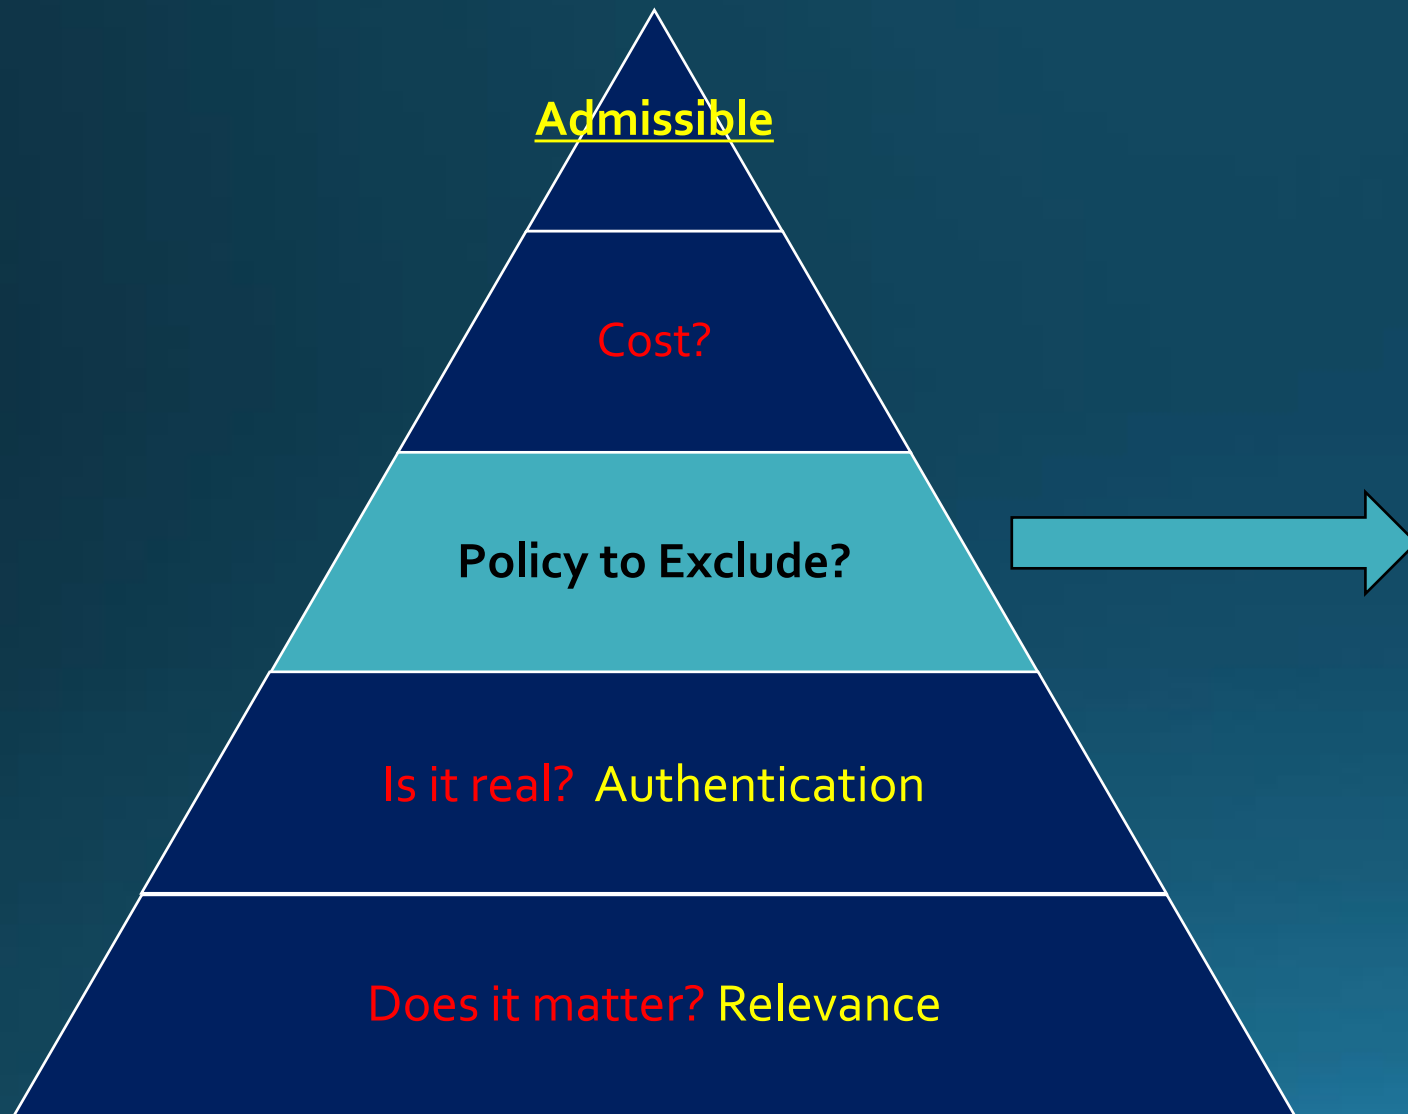 Admissible
Cost?
Policy to Exclude?
Is it real? Authentication
Does it matter? Relevance